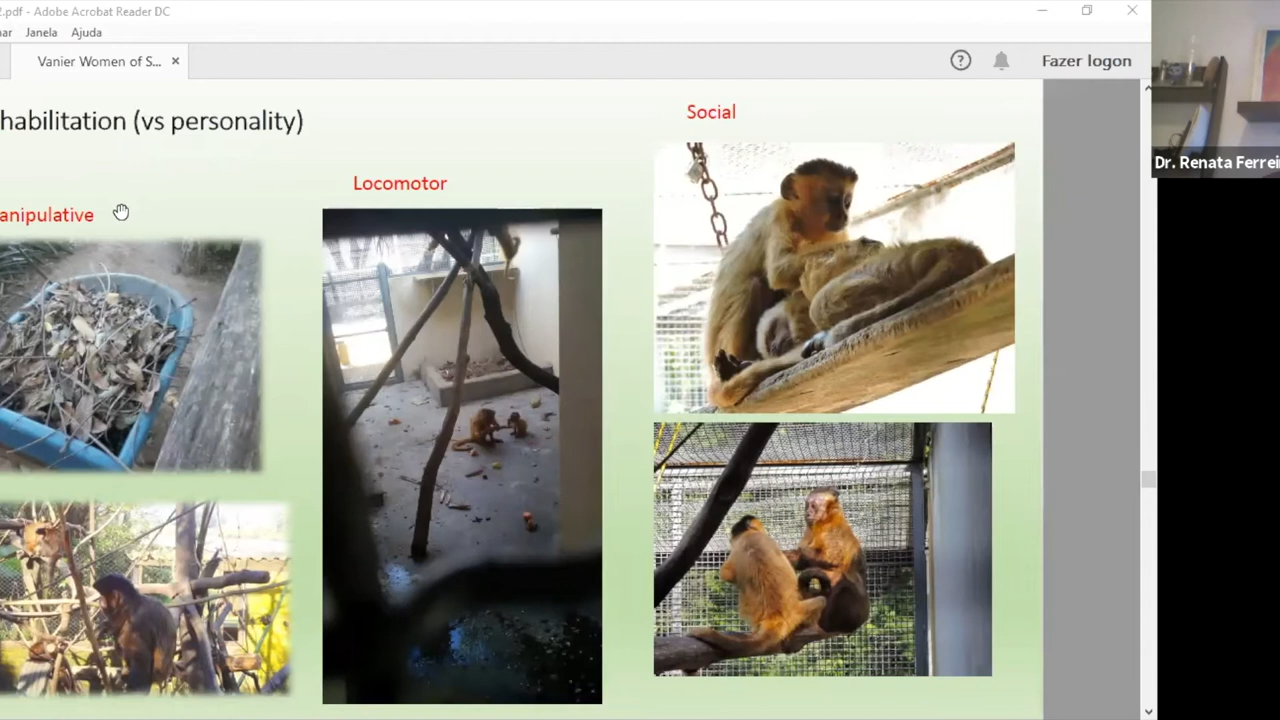 2.pdf - Adobe Acrobat Reader DC
ar Janela Ajuda
Vanier Women of S... ×
? Fazer logon
habilitation (vs personality)
Social
Locomotor
anipulative
Dr. Renata Ferrei